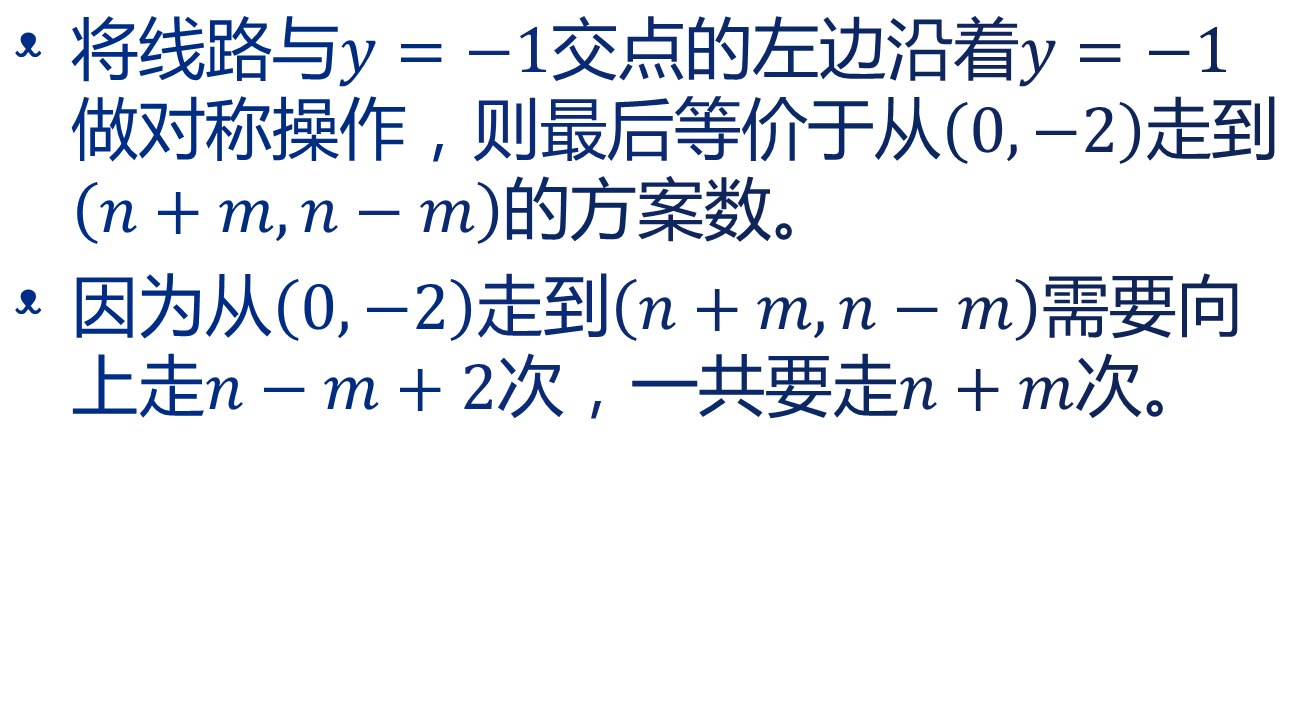 将线路与y = −1交点的左边沿着y = −1
做对称操作，则最后等价于从(0, −2)走到
(n + m, n − m)的方案数。
因为从(0, −2)走到(n + m, n − m)需要向
上走n − m + 2次，一共要走n + m次。